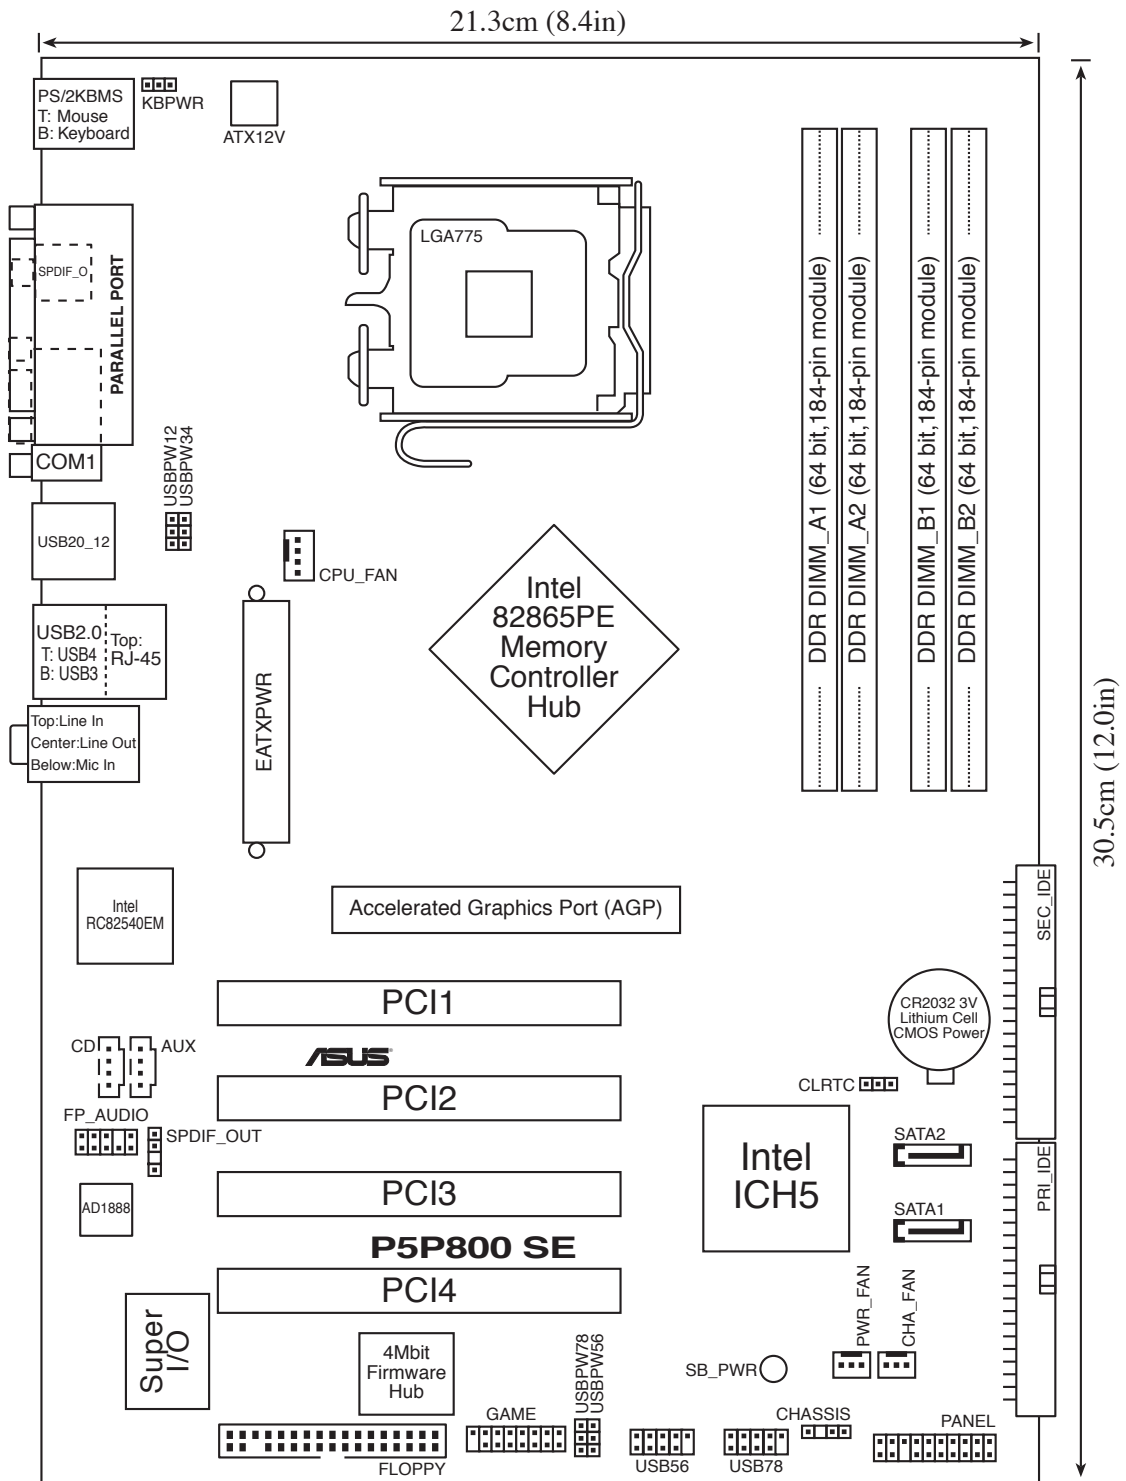 21.3cm (8.4in)
PS/2KBMS
T: Mouse
B: Keyboard
KBPWR
ATX12V
LGA775
SPDIF_O
PARALLEL PORT
COM1
USBPW12
USBPW34
USB20_12
CPU_FAN
USB2.0
T: USB4
B: USB3
Top:
RJ-45
Top:Line In
Center:Line Out
Below:Mic In
EATXPWR
Intel
82865PE
Memory
Controller
Hub
DDR DIMM_A1 (64 bit,184-pin module)
DDR DIMM_A2 (64 bit,184-pin module)
DDR DIMM_B1 (64 bit,184-pin module)
DDR DIMM_B2 (64 bit,184-pin module)
30.5cm (12.0in)
Intel
RC82540EM
Accelerated Graphics Port (AGP)
SEC_IDE
PCI1
CR2032 3V
Lithium Cell
CMOS Power
CD
AUX
ASUS
CLRTC
PCI2
FP_AUDIO
SPDIF_OUT
Intel
ICH5
SATA2
PRI_IDE
AD1888
PCI3
SATA1
P5P800 SE
PCI4
Super
I/O
4Mbit
Firmware
Hub
PWR_FAN
CHA_FAN
SB_PWR
USBPW78
USBPW56
GAME
CHASSIS
PANEL
FLOPPY
USB56
USB78